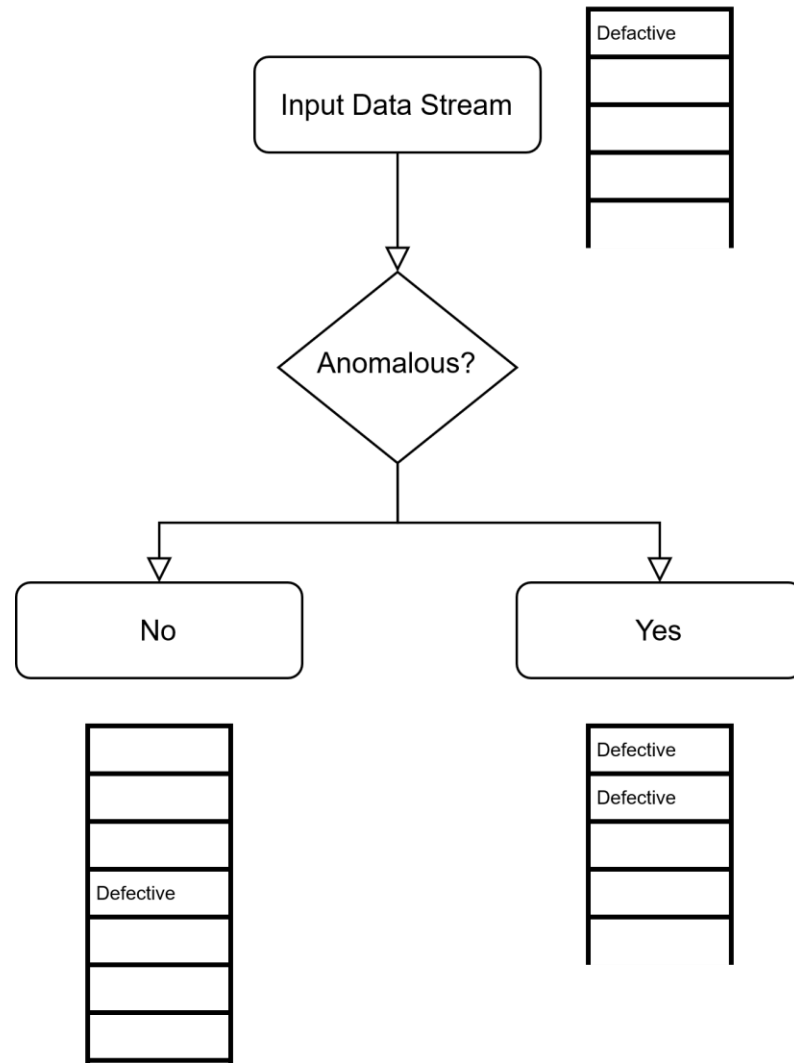 Defactive
Input Data Stream
Anomalous?
No
Yes
Defective
Defective
Defective